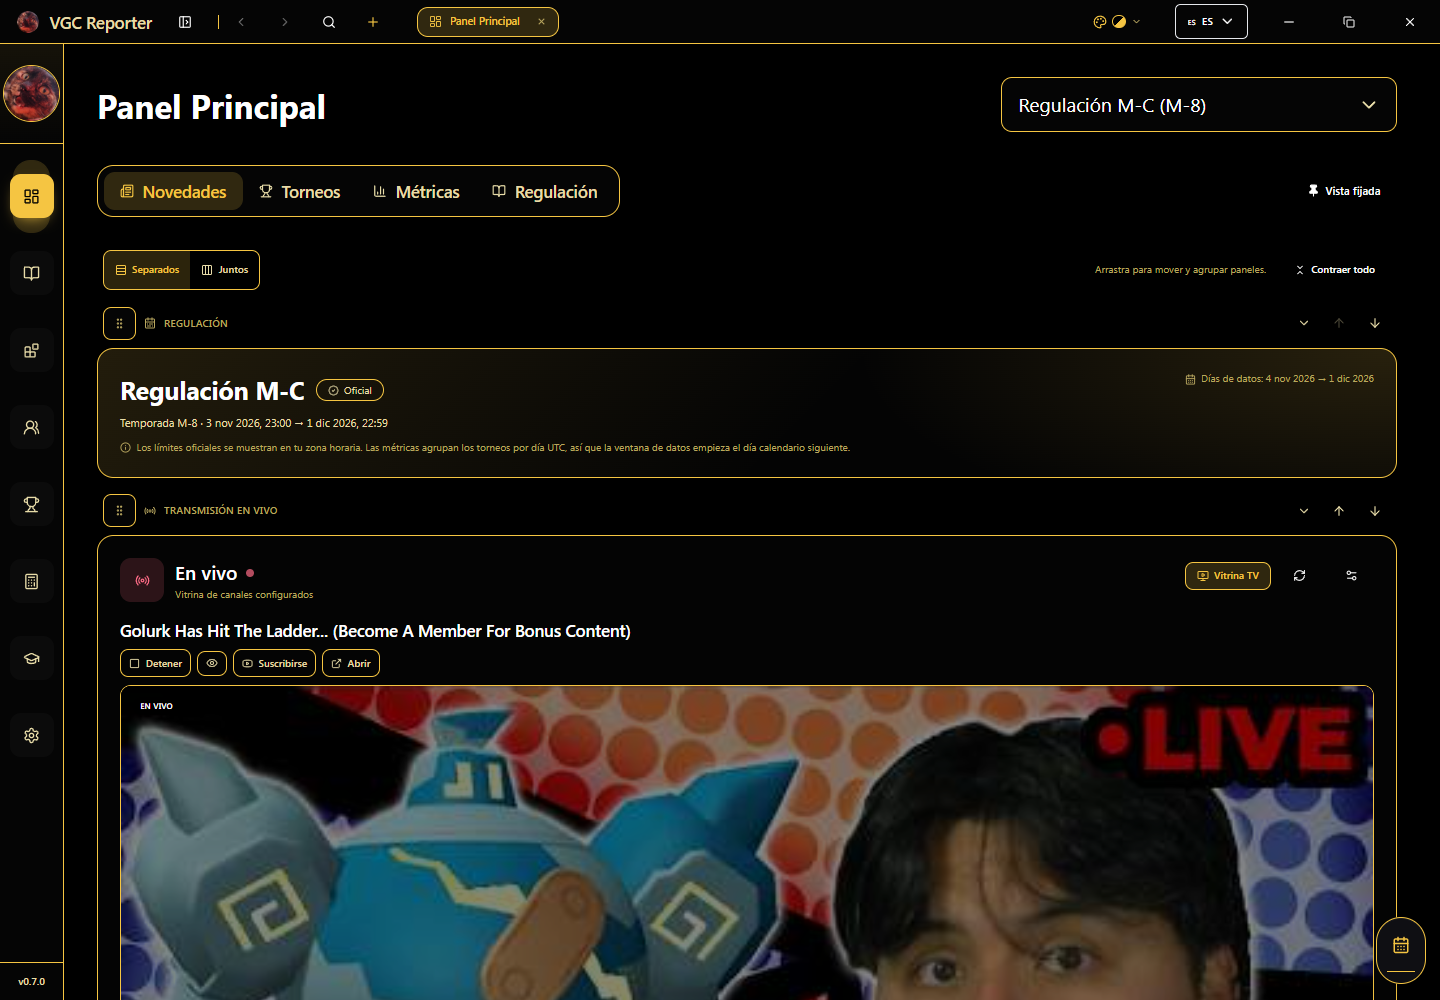 VGC Reporter
Panel Principal
ES ES
Panel Principal
Regulación M-C (M-8)
Novedades
Torneos
Métricas
Regulación
Vista fijada
Separados
Juntos
Arrastra para mover y agrupar paneles.
Contraer todo
REGULACIÓN
Regulación M-C
Oficial
Días de datos: 4 nov 2026 → 1 dic 2026
Temporada M-8 · 3 nov 2026, 23:00 → 1 dic 2026, 22:59
Los límites oficiales se muestran en tu zona horaria. Las métricas agrupan los torneos por día UTC, así que la ventana de datos empieza el día calendario siguiente.
TRANSMISIÓN EN VIVO
En vivo
Vitrina de canales configurados
Vitrina TV
Golurk Has Hit The Ladder... (Become A Member For Bonus Content)
Detener
Suscribirse
Abrir
EN VIVO
LIVE
v0.7.0